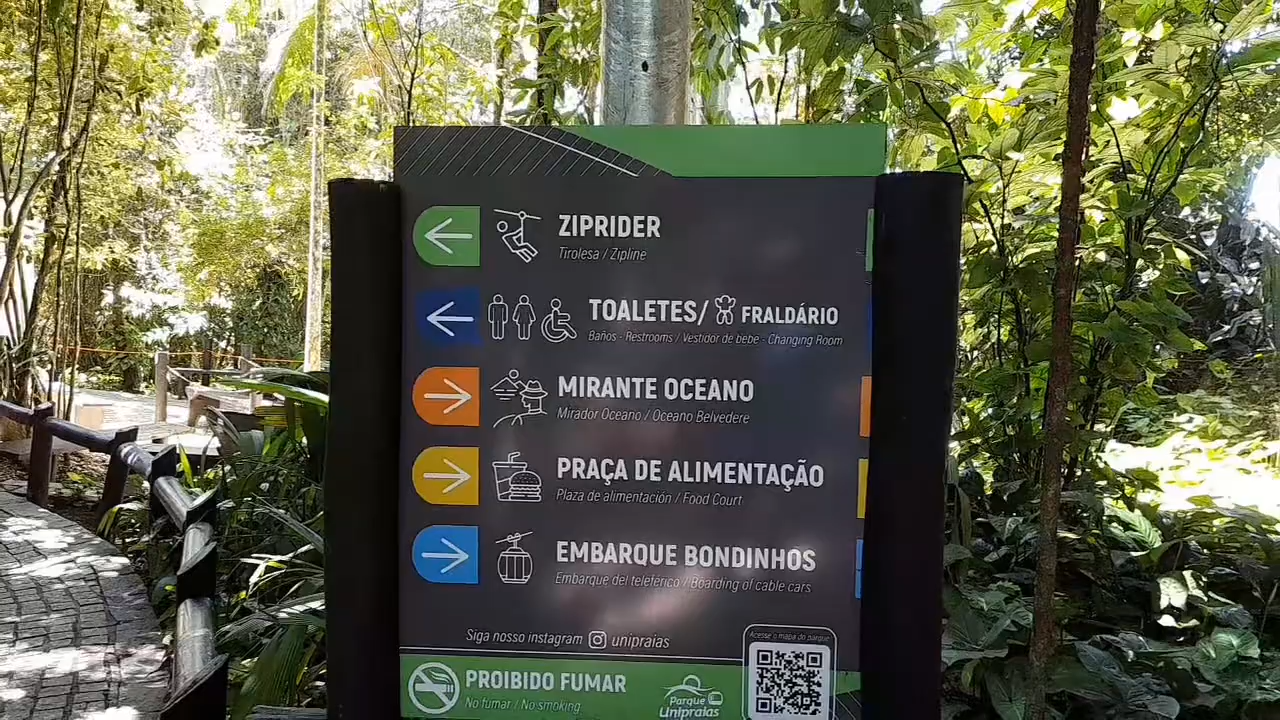 ZIPRIDER
Tirolesa / Zipline
TOALETES/ FRALDÁRIO
Baños - Restrooms / Vestidor de bebe - Changing Room
MIRANTE OCEANO
Mirador Oceano / Oceano Belvedere
PRAÇA DE ALIMENTAÇÃO
Plaza de alimentación / Food Court
EMBARQUE BONDINHOS
Embarque del teleférico / Boarding of cable cars
Siga nosso instagram unipraias
Acesse o mapa do parque
PROIBIDO FUMAR
No fumar / No smoking
Parque
Unipraias